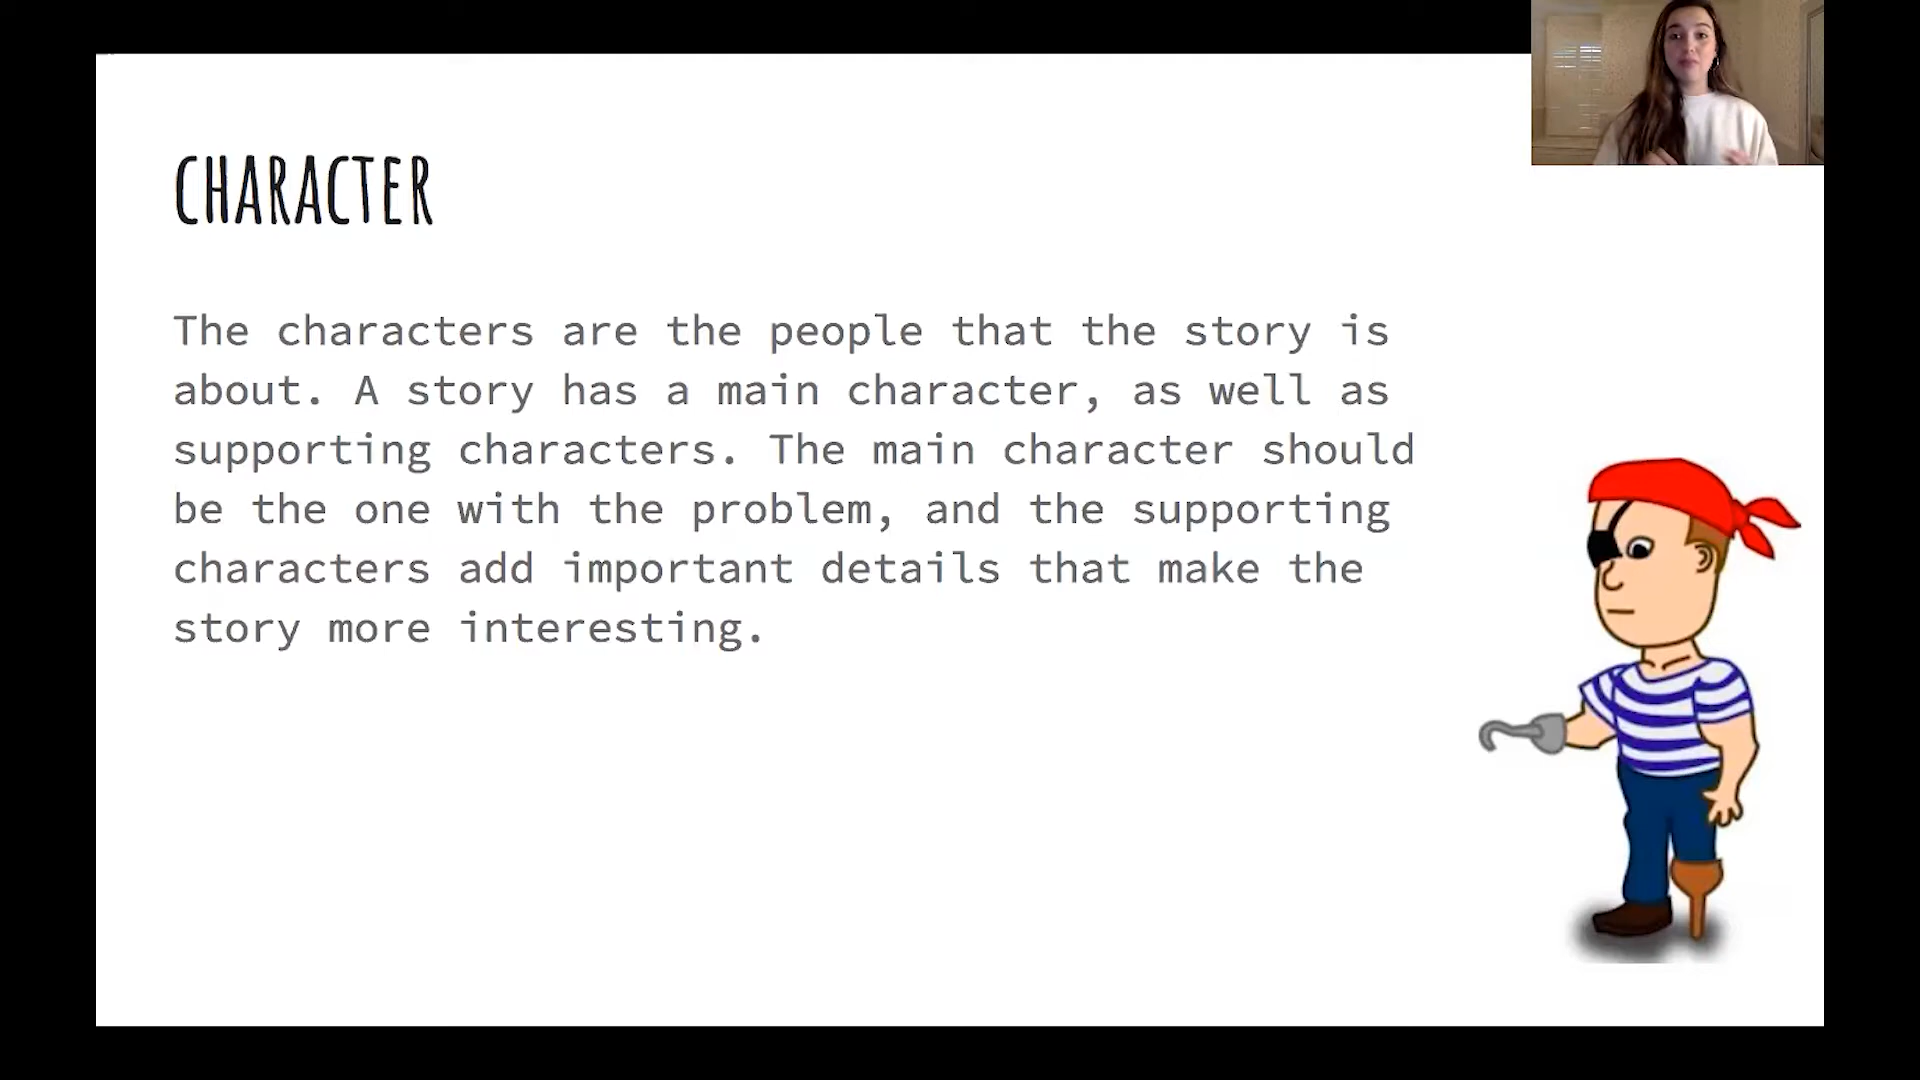 CHARACTER
The characters are the people that the story is
about. A story has a main character, as well as
supporting characters. The main character should
be the one with the problem, and the supporting
characters add important details that make the
story more interesting.